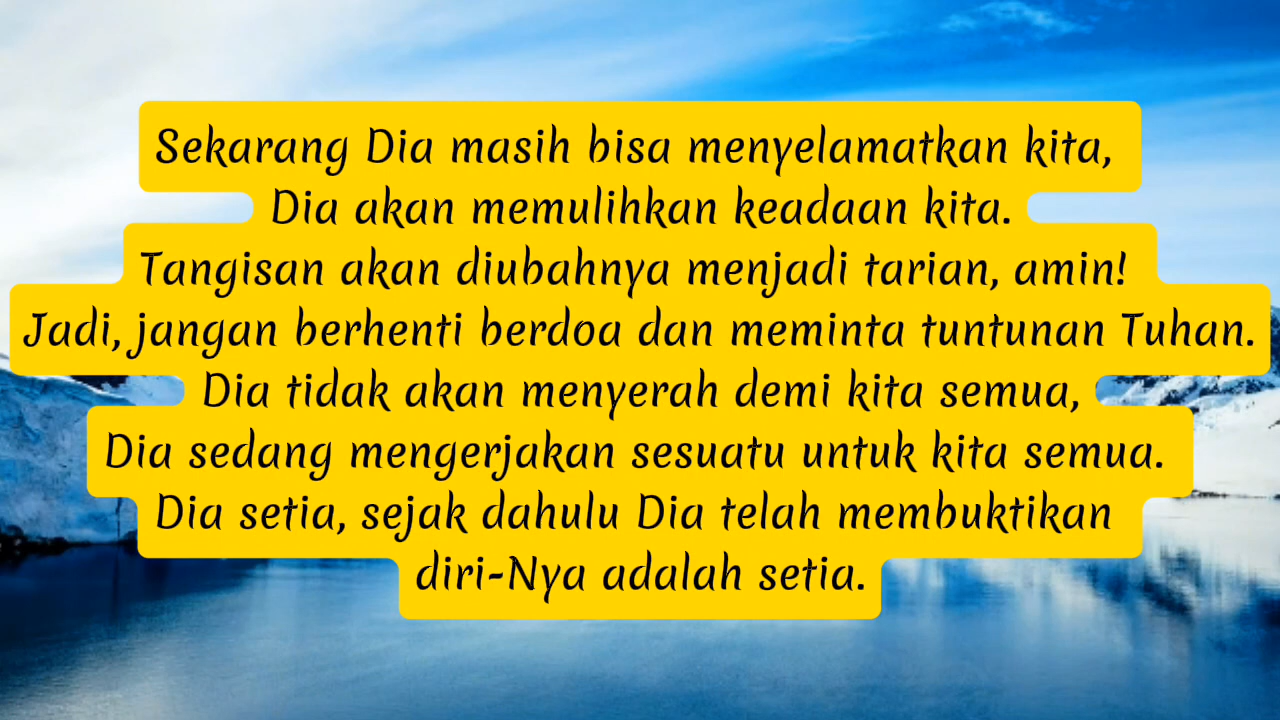 Sekarang Dia masih bisa menyelamatkan kita,
Dia akan memulihkan keadaan kita.
Tangisan akan diubahnya menjadi tarian, amin!
Jadi, jangan berhenti berdoa dan meminta tuntunan Tuhan.
Dia tidak akan menyerah demi kita semua,
Dia sedang mengerjakan sesuatu untuk kita semua.
Dia setia, sejak dahulu Dia telah membuktikan
diri-Nya adalah setia.